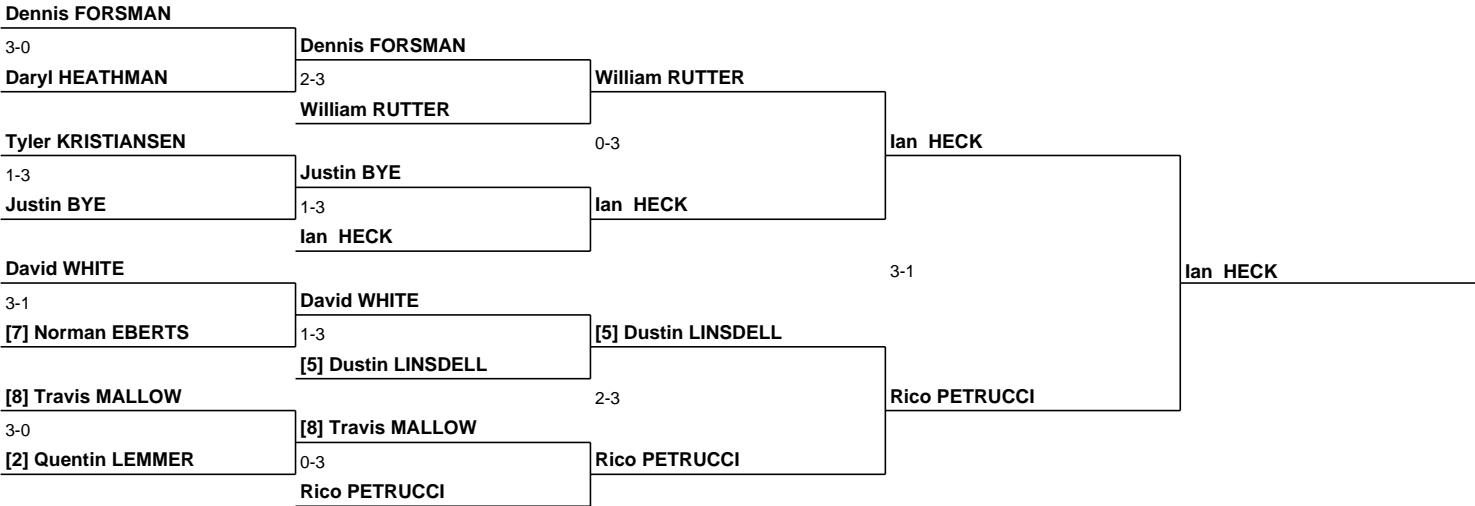 Dennis FORSMAN
3-0
Daryl HEATHMAN
Tyler KRISTIANSEN
1-3
Justin BYE
David WHITE
3-1
[7] Norman EBERTS
[8] Travis MALLOW
3-0
[2] Quentin LEMMER
Dennis FORSMAN
2-3
William RUTTER
Justin BYE
1-3
Ian HECK
David WHITE
1-3
[5] Dustin LINSDELL
[8] Travis MALLOW
0-3
Rico PETRUCCI
William RUTTER
0-3
Ian HECK
[5] Dustin LINSDELL
2-3
Rico PETRUCCI
Ian HECK
3-1
Rico PETRUCCI
Ian HECK